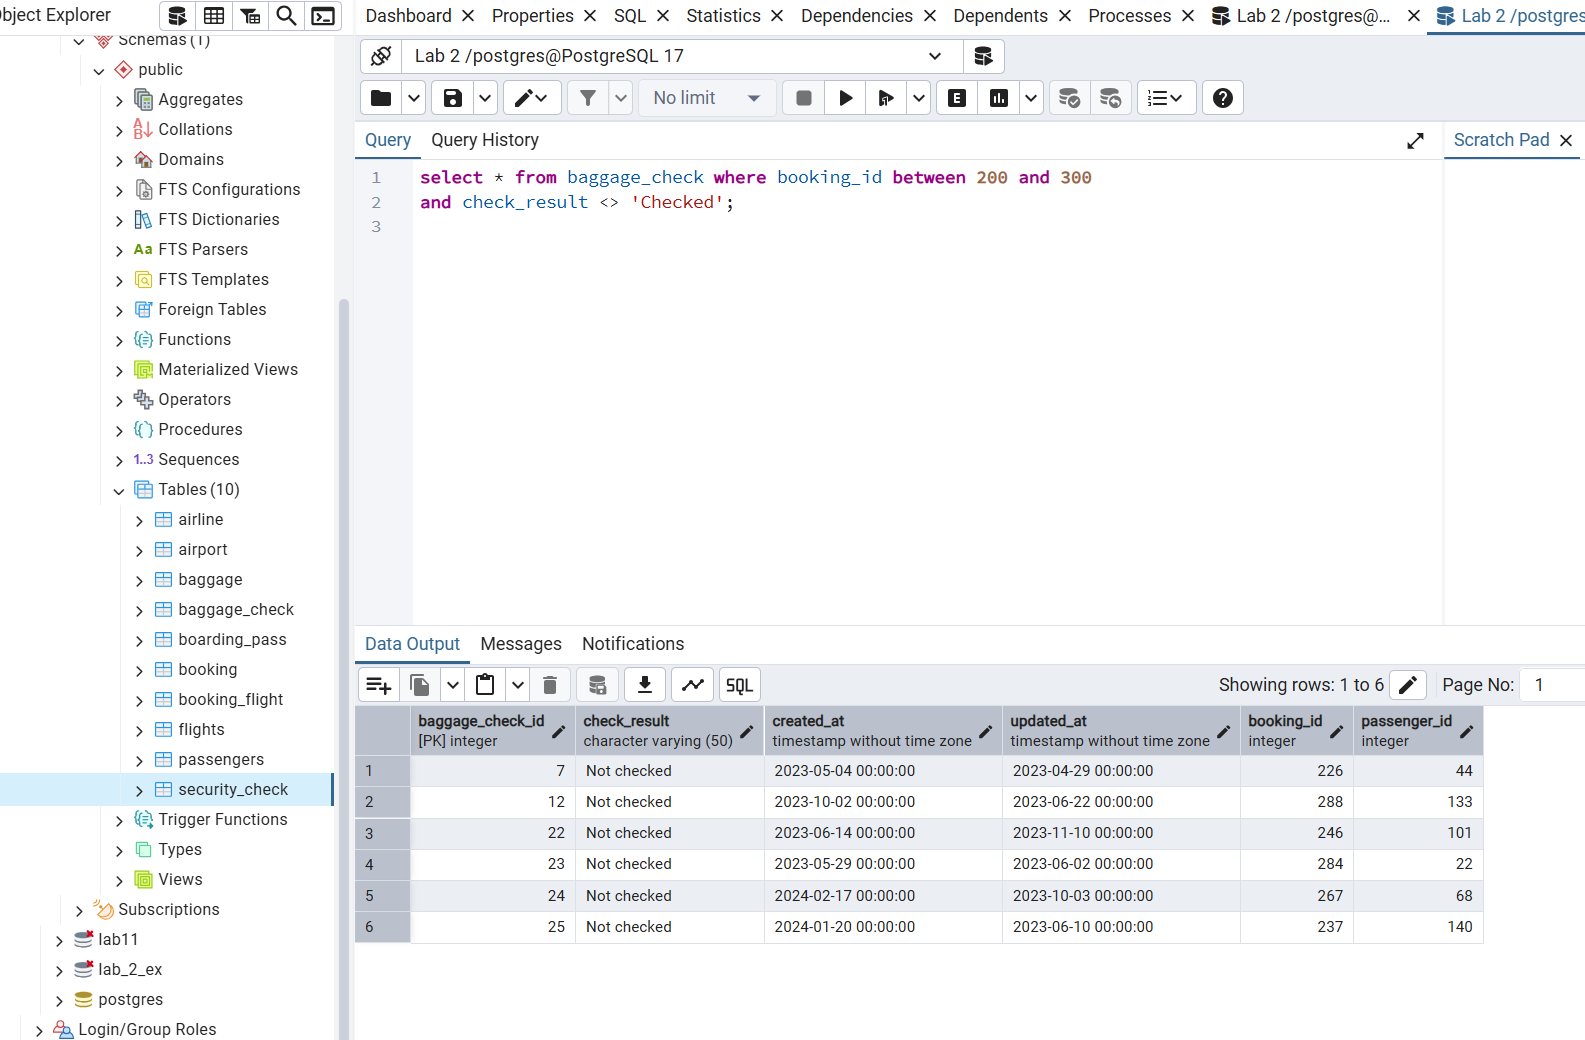 Object Explorer
Dashboard Properties SQL Statistics Dependencies Dependents Processes Lab 2 /postgres@... Lab 2 /postgres
Schemas (1)
public
Aggregates
Collations
Domains
FTS Configurations
FTS Dictionaries
Aa FTS Parsers
FTS Templates
Foreign Tables
Functions
Materialized Views
Operators
Procedures
1..3 Sequences
Tables (10)
airline
airport
baggage
baggage_check
boarding_pass
booking
booking_flight
flights
passengers
security_check
Trigger Functions
Types
Views
Subscriptions
lab11
lab_2_ex
postgres
Login/Group Roles
Lab 2 /postgres@PostgreSQL 17
No limit
E
Query Query History
Scratch Pad
1 select * from baggage_check where booking_id between 200 and 300
2 and check_result <> 'Checked';
3
Data Output Messages Notifications
SQL
Showing rows: 1 to 6
Page No: 1
baggage_check_id [PK] integer
check_result character varying (50)
created_at timestamp without time zone
updated_at timestamp without time zone
booking_id integer
passenger_id integer
1 7 Not checked 2023-05-04 00:00:00 2023-04-29 00:00:00 226 44
2 12 Not checked 2023-10-02 00:00:00 2023-06-22 00:00:00 288 133
3 22 Not checked 2023-06-14 00:00:00 2023-11-10 00:00:00 246 101
4 23 Not checked 2023-05-29 00:00:00 2023-06-02 00:00:00 284 22
5 24 Not checked 2024-02-17 00:00:00 2023-10-03 00:00:00 267 68
6 25 Not checked 2024-01-20 00:00:00 2023-06-10 00:00:00 237 140